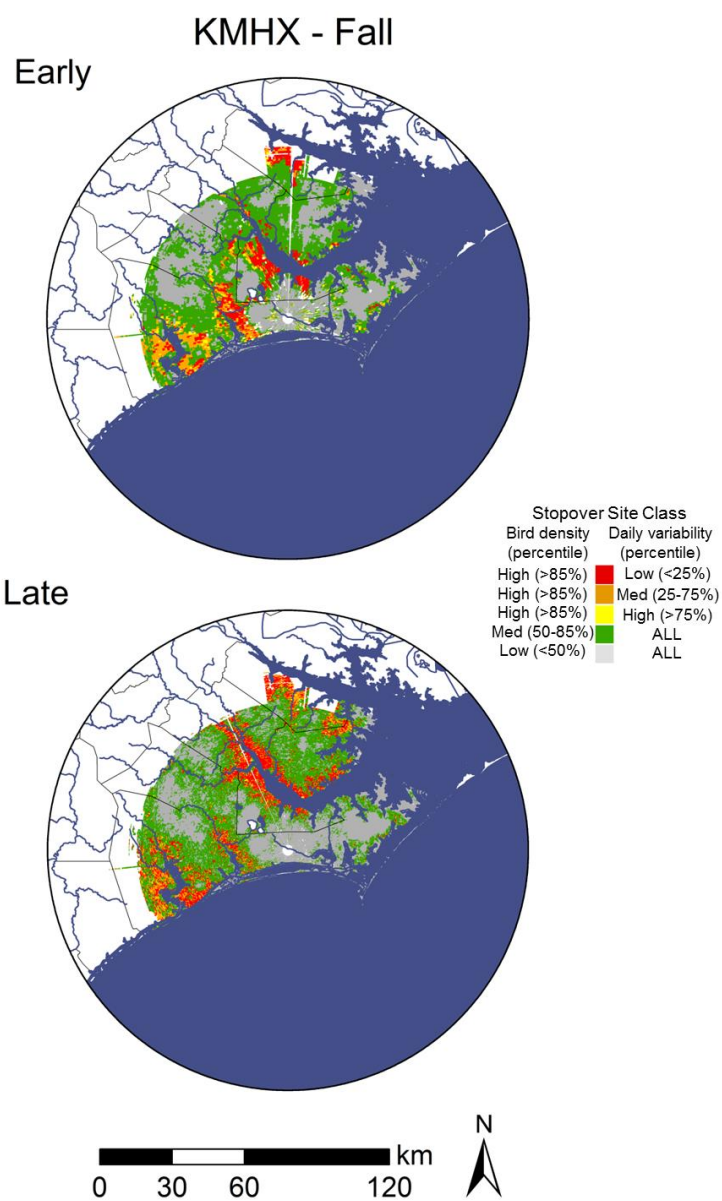 KMHX - Fall
Early
Stopover Site Class
Bird density Daily variability
(percentile) (percentile)
High (>85%) Low (<25%)
High (>85%) Med (25-75%)
High (>85%) High (>75%)
Med (50-85%) ALL
Low (<50%) ALL
Late
N
km
0 30 60 120